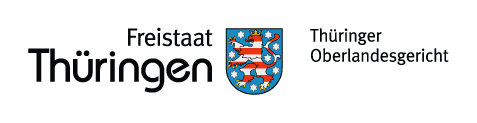 Freistaat
Thüringen
Thüringer
Oberlandesgericht